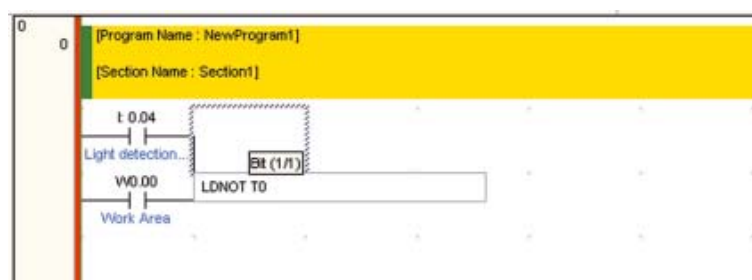 0
0
[Program Name : NewProgram1]
[Section Name : Section1]
I: 0.04
Light detection...
Bit (1/1)
W0.00
LDNOT T0
Work Area